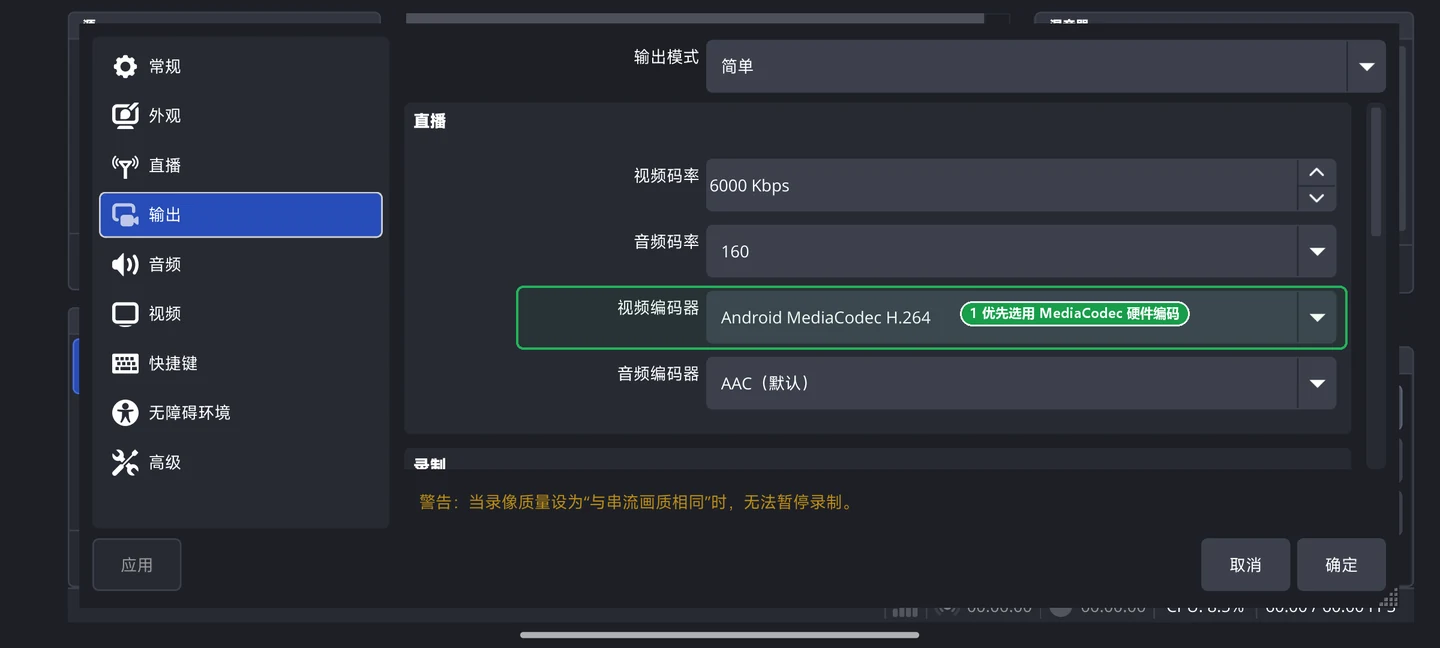 常规
外观
直播
输出
音频
视频
快捷键
无障碍环境
高级
输出模式 简单
直播
视频码率 6000 Kbps
音频码率 160
视频编码器 Android MediaCodec H.264 1 优先选用 MediaCodec 硬件编码
音频编码器 AAC（默认）
录制
警告：当录像质量设为“与串流画质相同”时，无法暂停录制。
应用 取消 确定